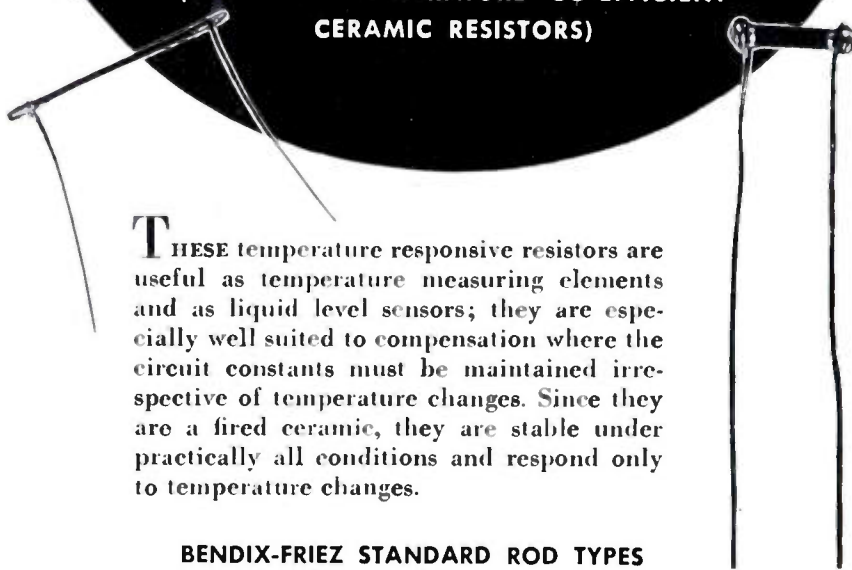 CERAMIC RESISTORS)
THESE temperature responsive resistors are
useful as temperature measuring elements
and as liquid level sensors; they are espe-
cially well suited to compensation where the
circuit constants must be maintained irre-
spective of temperature changes. Since they
are a fired ceramic, they are stable under
practically all conditions and respond only
to temperature changes.
BENDIX-FRIEZ STANDARD ROD TYPES